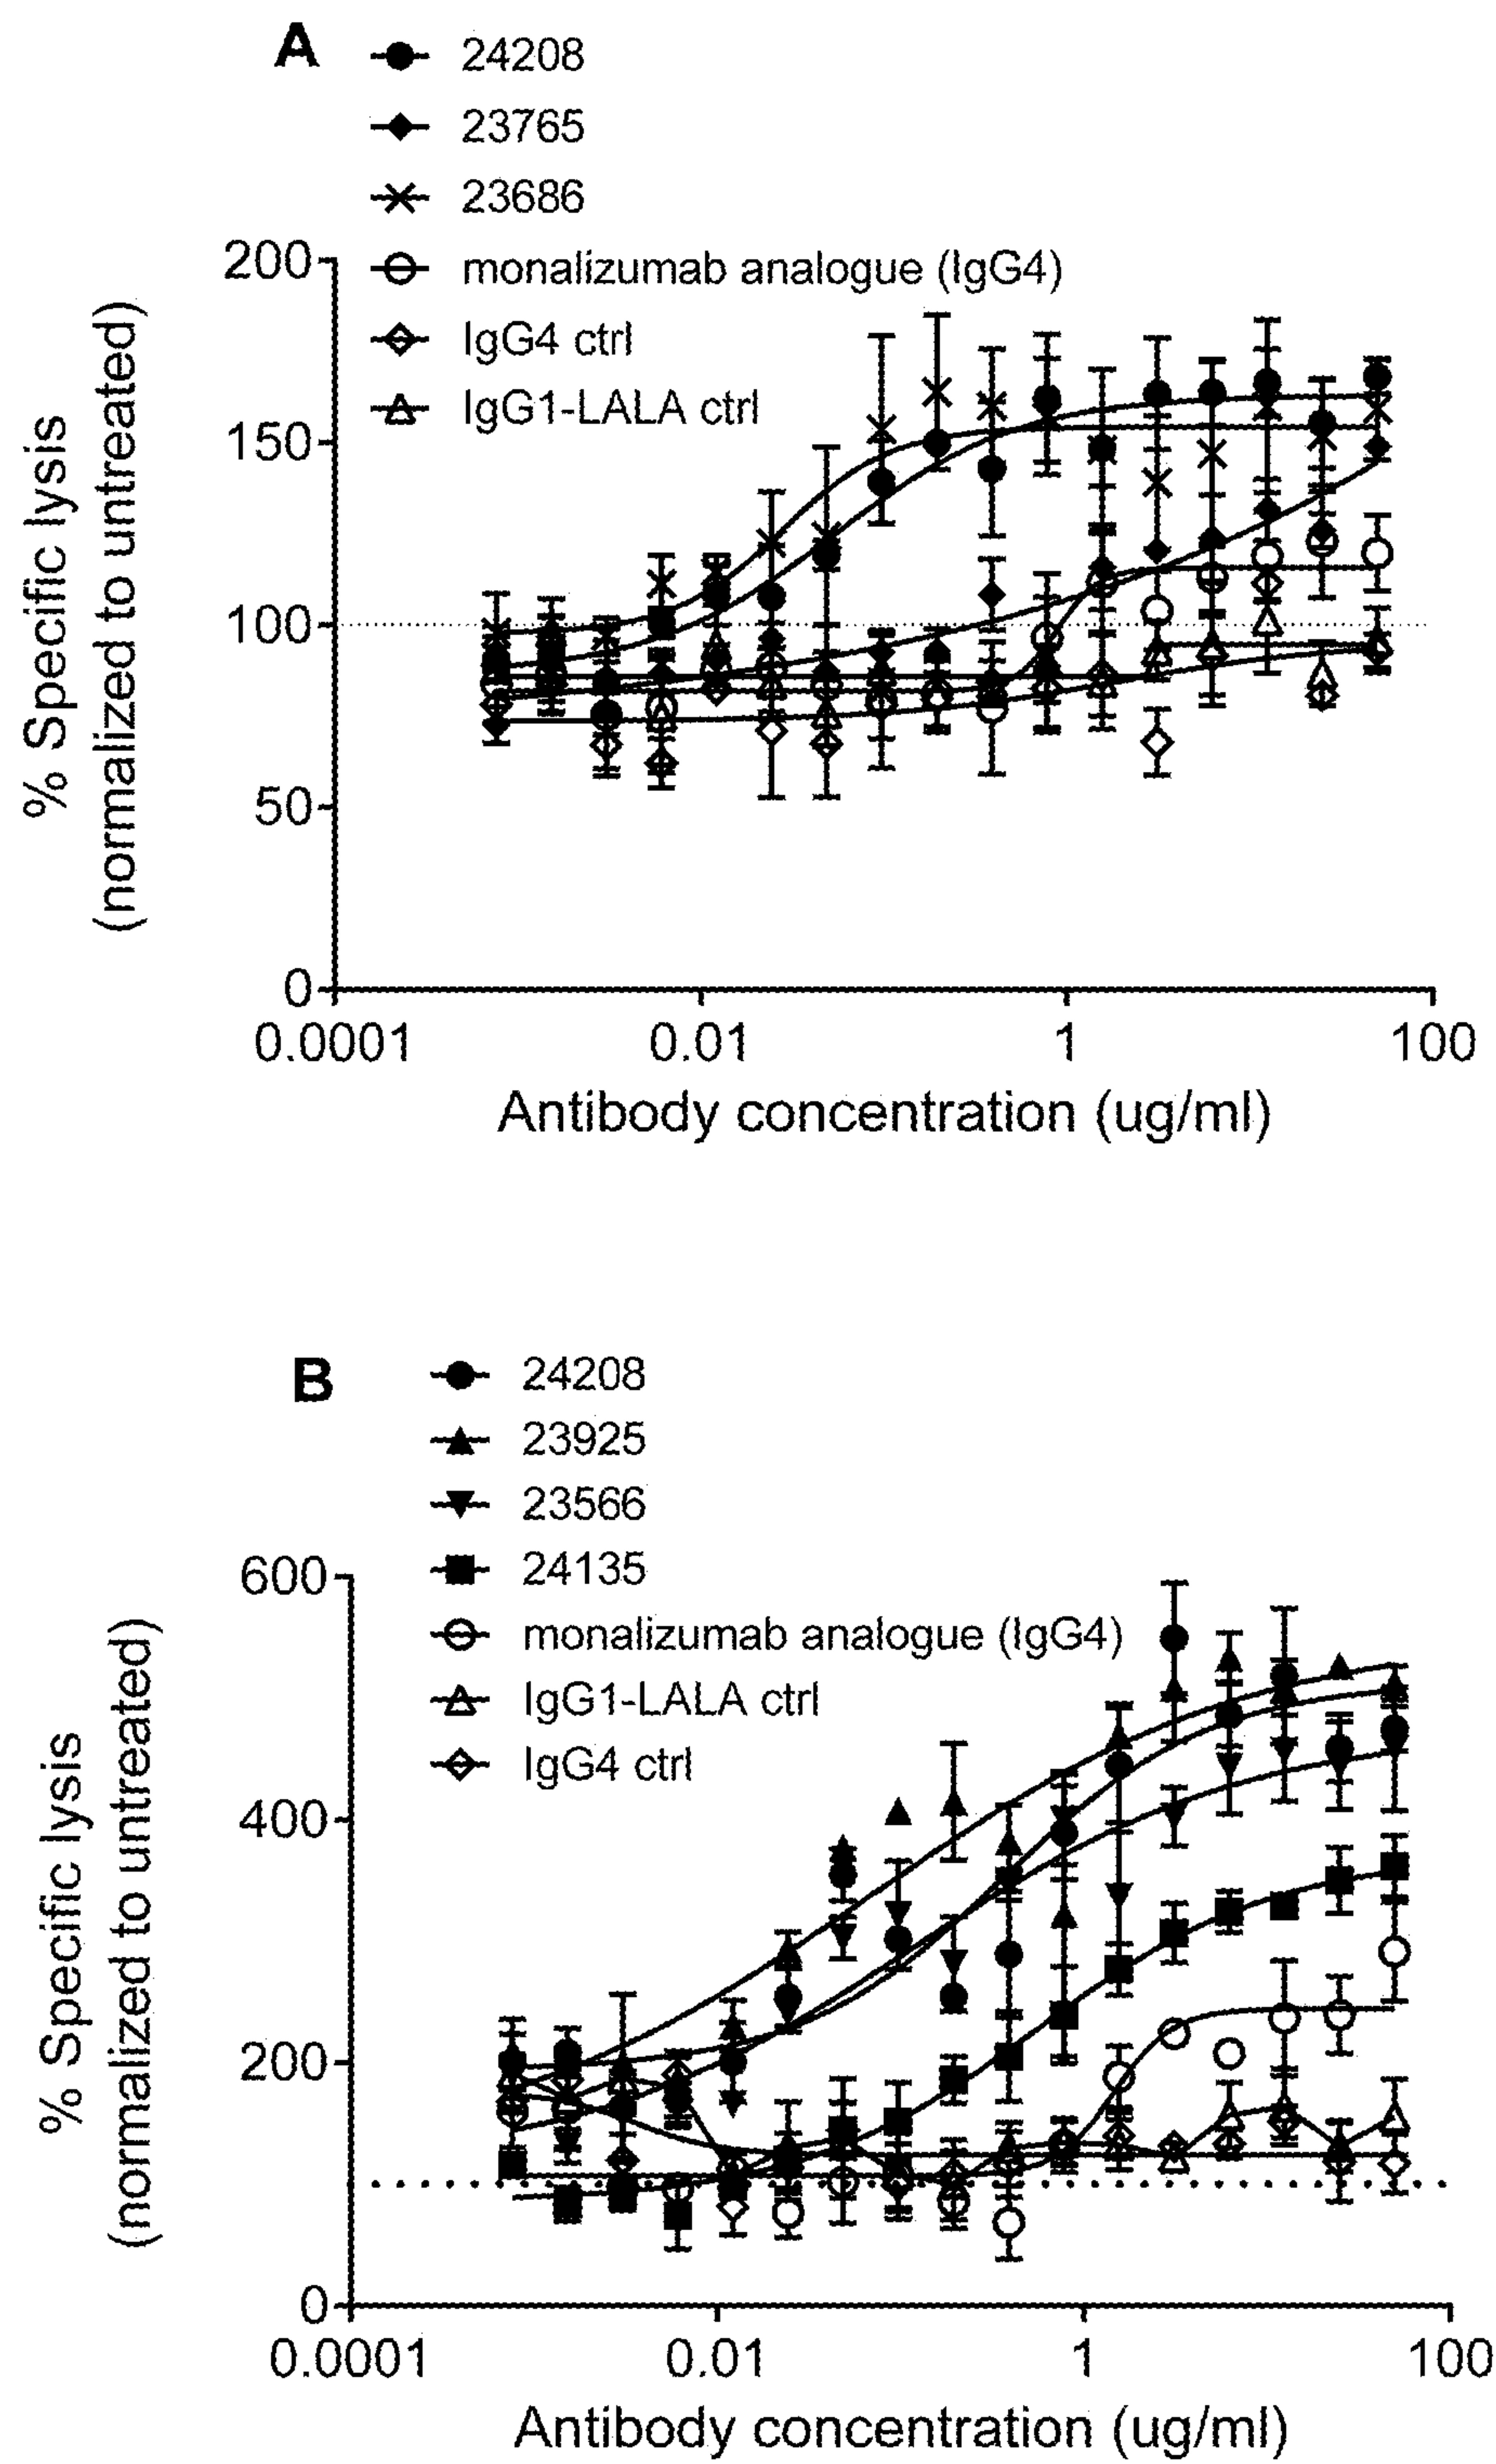 A
24208
23765
23686
monalizumab analogue (IgG4)
IgG4 ctrl
IgG1-LALA ctrl
% Specific lysis
(normalized to untreated)
200
150
100
50
0
0.0001
0.01
1
100
Antibody concentration (ug/ml)
B
24208
23925
23566
24135
monalizumab analogue (IgG4)
IgG1-LALA ctrl
IgG4 ctrl
% Specific lysis
(normalized to untreated)
600
400
200
0
0.0001
0.01
1
100
Antibody concentration (ug/ml)